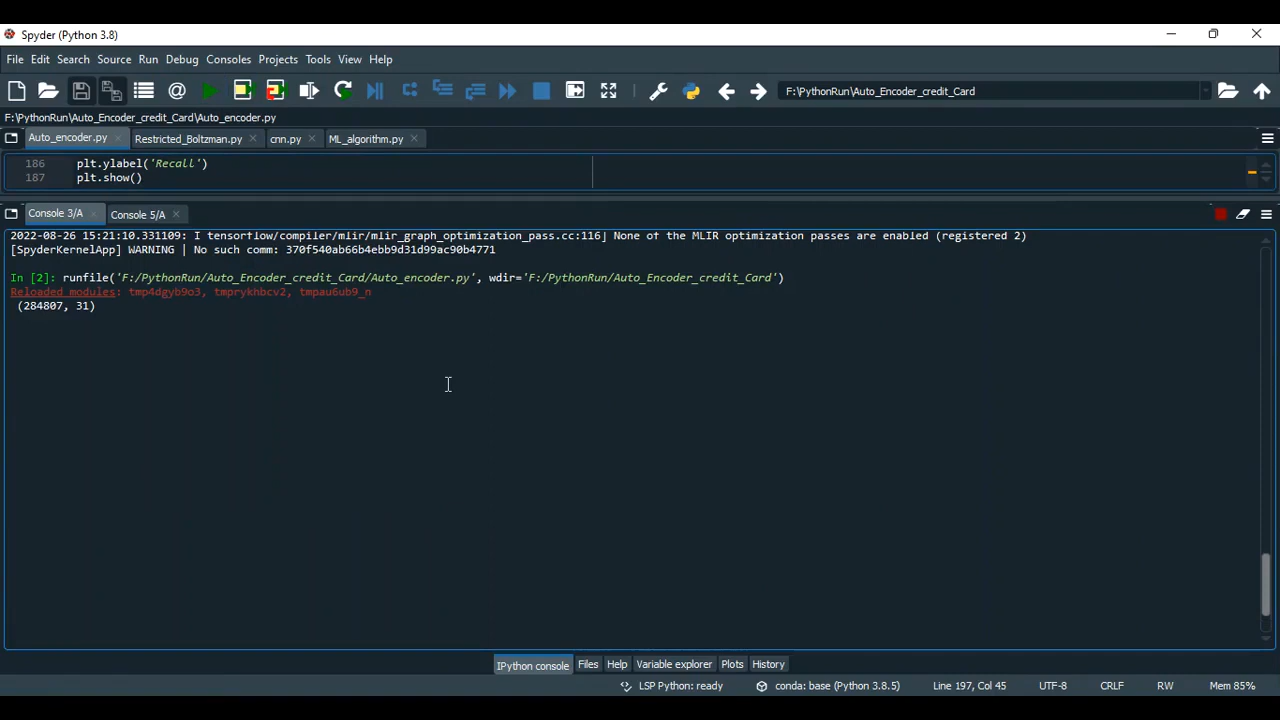 Spyder (Python 3.8)
File Edit Search Source Run Debug Consoles Projects Tools View Help
F:\PythonRun\Auto_Encoder_credit_Card
F:\PythonRun\Auto_Encoder_credit_Card\Auto_encoder.py
Auto_encoder.py Restricted_Boltzman.py cnn.py ML_algorithm.py
186 plt.ylabel('Recall')
187 plt.show()
Console 3/A Console 5/A
2022-08-26 15:21:10.331109: I tensorflow/compiler/mlir/mlir_graph_optimization_pass.cc:116] None of the MLIR optimization passes are enabled (registered 2)
[SpyderKernelApp] WARNING | No such comm: 370f540ab66b4ebb9d31d99ac90b4771
In [2]: runfile('F:/PythonRun/Auto_Encoder_credit_Card/Auto_encoder.py', wdir='F:/PythonRun/Auto_Encoder_credit_Card')
Reloaded modules: tmp4dgyb9o3, tmprykhbcv2, tmpau6ub9_n
(284807, 31)
IPython console Files Help Variable explorer Plots History
LSP Python: ready conda: base (Python 3.8.5) Line 197, Col 45 UTF-8 CRLF RW Mem 85%